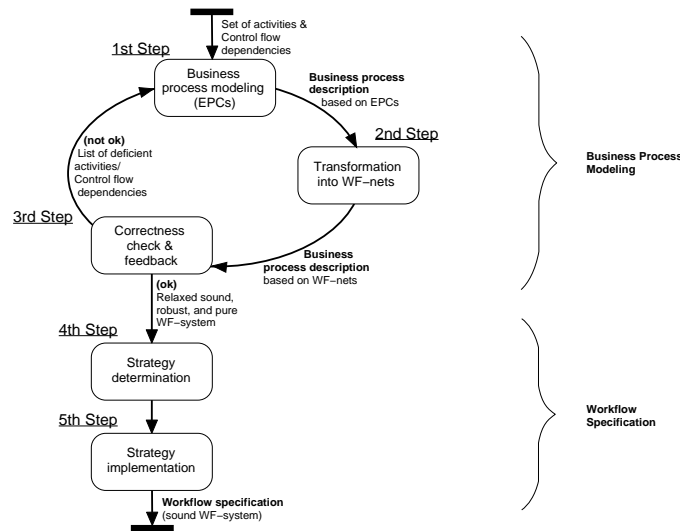 Set of activities &
Control flow
dependencies
1st Step
Business
process modeling
(EPCs)
Business process
description
based on EPCs
2nd Step
(not ok)
List of deficient
activities/
Control flow
dependencies
Transformation
into WF−nets
Business Process
Modeling
3rd Step
Correctness
check &
feedback
Business
process description
based on WF−nets
(ok)
Relaxed sound,
robust, and pure
WF−system
4th Step
Strategy
determination
5th Step
Workflow
Specification
Strategy
implementation
Workflow specification
(sound WF−system)